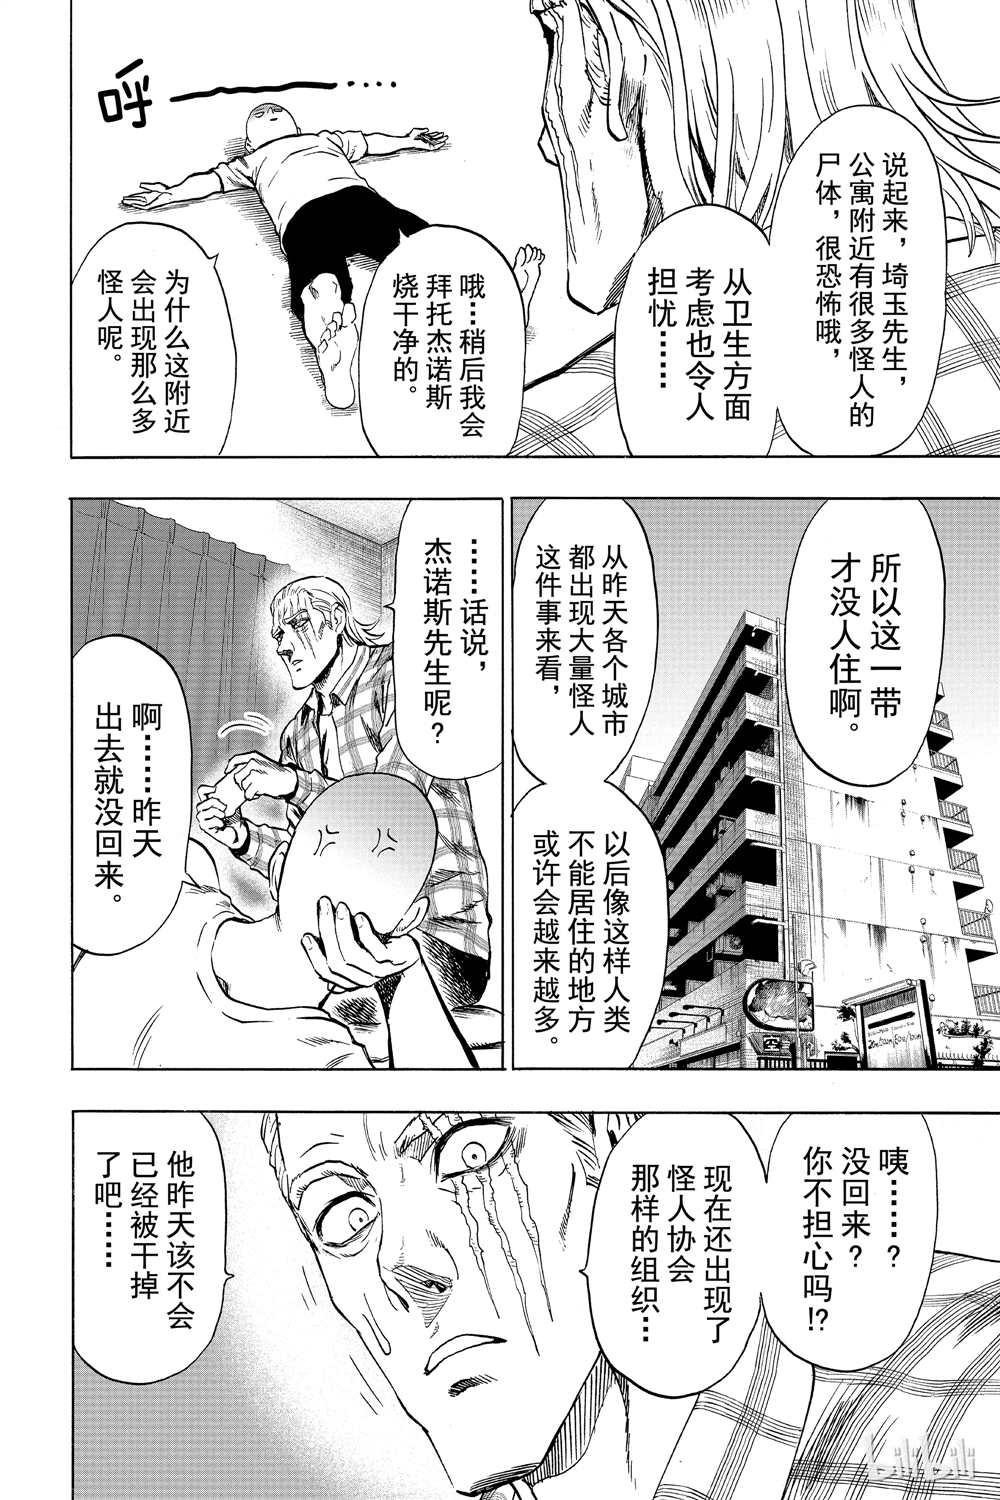 说起来，埼玉先生，
公寓附近有很多怪人的
尸体，很恐怖哦，
从卫生方面
考虑也令人
担忧……
呼
哦…稍后我会
拜托杰诺斯
烧干净的。
为什么这附近
会出现那么多
怪人呢。
所以这一带
才没人住啊。
从昨天各个城市
都出现大量怪人
这件事来看，
以后像这样人类
不能居住的地方
或许会越来越多。
……话说，
杰诺斯先生呢?
啊……昨天
出去就没回来。
咦……?
没回来?
你不担心吗!?
现在还出现了
怪人协会
那样的组织…
他昨天该不会
已经被干掉
了吧……
bilibili